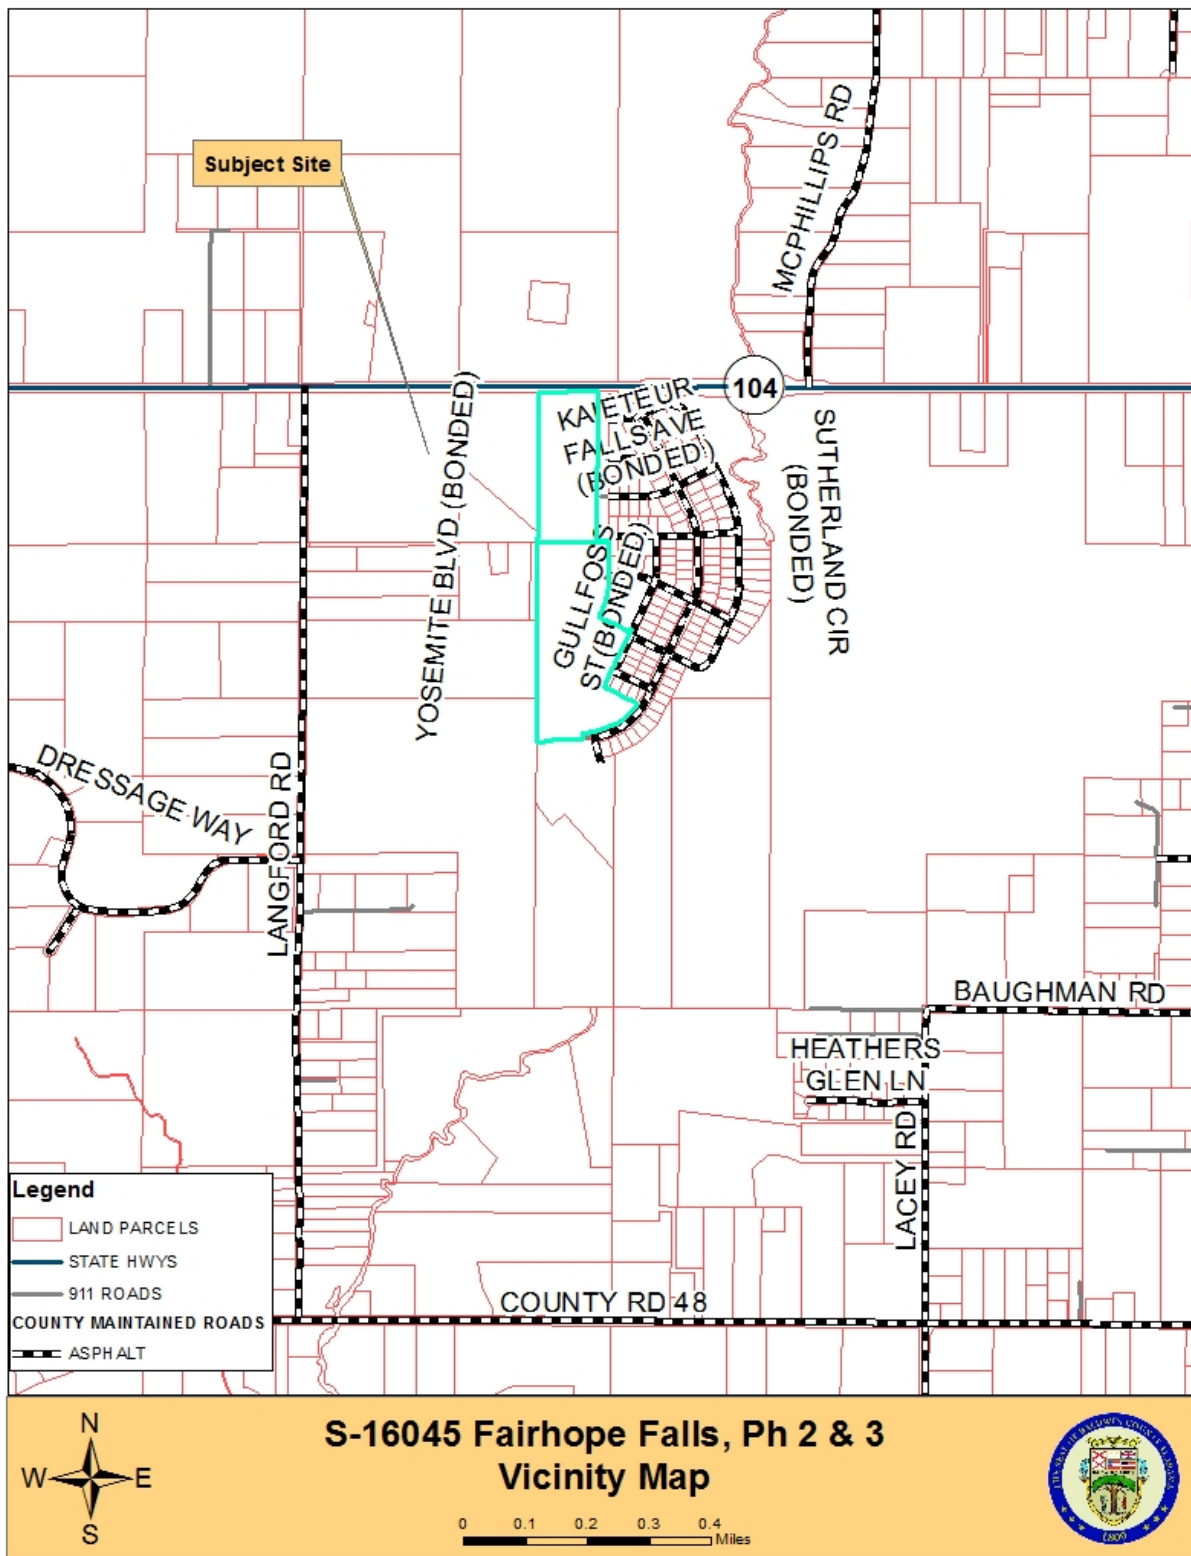 MCPHILLIPS RD
Subject Site
104
KAIETEUR
FALLS AVE
(BONDED)
YOSEMITE BLVD (BONDED)
SUTHERLAND CIR
(BONDED)
GULLFOSS
ST (BONDED)
DRESSAGE WAY
LANGFORD RD
BAUGHMAN RD
HEATHERS
GLEN LN
LACEY RD
COUNTY RD 48
Legend
LAND PARCELS
STATE HWYS
911 ROADS
COUNTY MAINTAINED ROADS
ASPHALT
N
W E
S
S-16045 Fairhope Falls, Ph 2 & 3
Vicinity Map
0 0.1 0.2 0.3 0.4
Miles